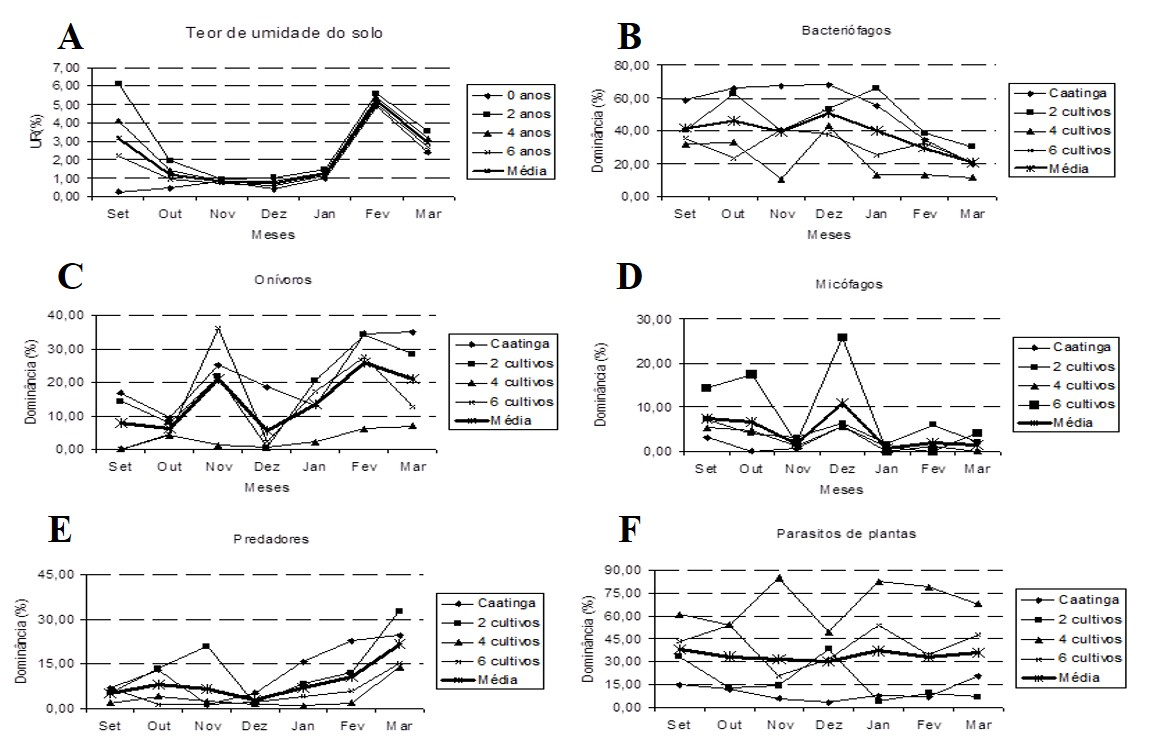 A
Teor de umidade do solo
UR(%)
7,00
6,00
5,00
4,00
3,00
2,00
1,00
0,00
Set Out Nov Dez Jan Fev Mar
Meses
0 anos
2 anos
4 anos
6 anos
Média
B
Bacteriófagos
Dominância (%)
80,00
60,00
40,00
20,00
0,00
Set Out Nov Dez Jan Fev Mar
Meses
Caatinga
2 cultivos
4 cultivos
6 cultivos
Média
C
Onívoros
Dominância (%)
40,00
30,00
20,00
10,00
0,00
Set Out Nov Dez Jan Fev Mar
Meses
Caatinga
2 cultivos
4 cultivos
6 cultivos
Média
D
Micófagos
Dominância (%)
30,00
20,00
10,00
0,00
Set Out Nov Dez Jan Fev Mar
Meses
Caatinga
2 cultivos
4 cultivos
6 cultivos
Média
E
Predadores
Dominância (%)
45,00
30,00
15,00
0,00
Set Out Nov Dez Jan Fev Mar
Caatinga
2 cultivos
4 cultivos
6 cultivos
Média
F
Parasitos de plantas
Dominância (%)
90,00
75,00
60,00
45,00
30,00
15,00
0,00
Set Out Nov Dez Jan Fev Mar
Caatinga
2 cultivos
4 cultivos
6 cultivos
Média